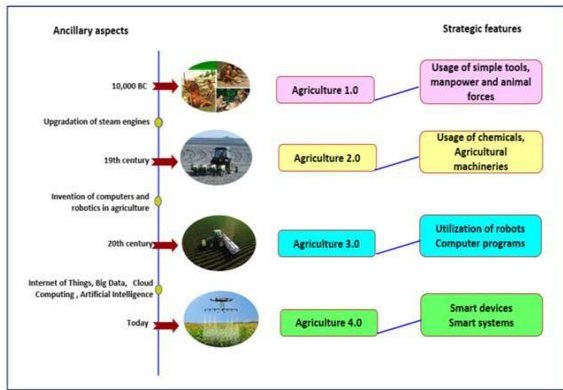 Ancillary aspects
Strategic features
10,000 BC
Agriculture 1.0
Usage of simple tools,
manpower and animal
forces
Upgradation of steam engines
19th century
Agriculture 2.0
Usage of chemicals,
Agricultural
machineries
Invention of computers and
robotics in agriculture
20th century
Agriculture 3.0
Utilization of robots
Computer programs
Internet of Things, Big Data, Cloud
Computing , Artificial Intelligence
Today
Agriculture 4.0
Smart devices
Smart systems